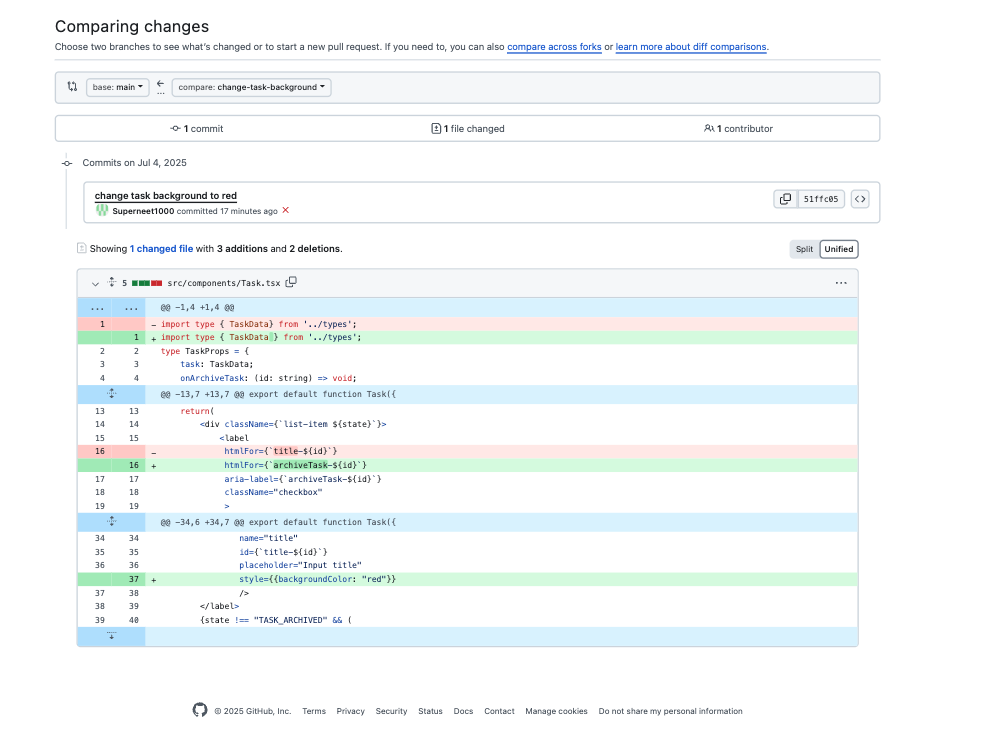 Comparing changes
Choose two branches to see what's changed or to start a new pull request. If you need to, you can also compare across forks or learn more about diff comparisons.
base: main
...
compare: change-task-background
1 commit
1 file changed
1 contributor
Commits on Jul 4, 2025
change task background to red
Superneet1000 committed 17 minutes ago
51ffc05
Showing 1 changed file with 3 additions and 2 deletions.
Split Unified
5 src/components/Task.tsx
... ... @@ -1,4 +1,4 @@
1 - import type { TaskData} from '../types';
1 + import type { TaskData } from '../types';
2 2 type TaskProps = {
3 3 task: TaskData;
4 4 onArchiveTask: (id: string) => void;
@@ -13,7 +13,7 @@ export default function Task({
13 13 return(
14 14 <div className={`list-item ${state}`}>
15 15 <label
16 - htmlFor={`title-${id}`}
16 + htmlFor={`archiveTask-${id}`}
17 17 aria-label={`archiveTask-${id}`}
18 18 className="checkbox"
19 19 >
@@ -34,6 +34,7 @@ export default function Task({
34 34 name="title"
35 35 id={`title-${id}`}
36 36 placeholder="Input title"
37 + style={{backgroundColor: "red"}}
37 38 />
38 39 </label>
39 40 {state !== "TASK_ARCHIVED" && (
© 2025 GitHub, Inc. Terms Privacy Security Status Docs Contact Manage cookies Do not share my personal information